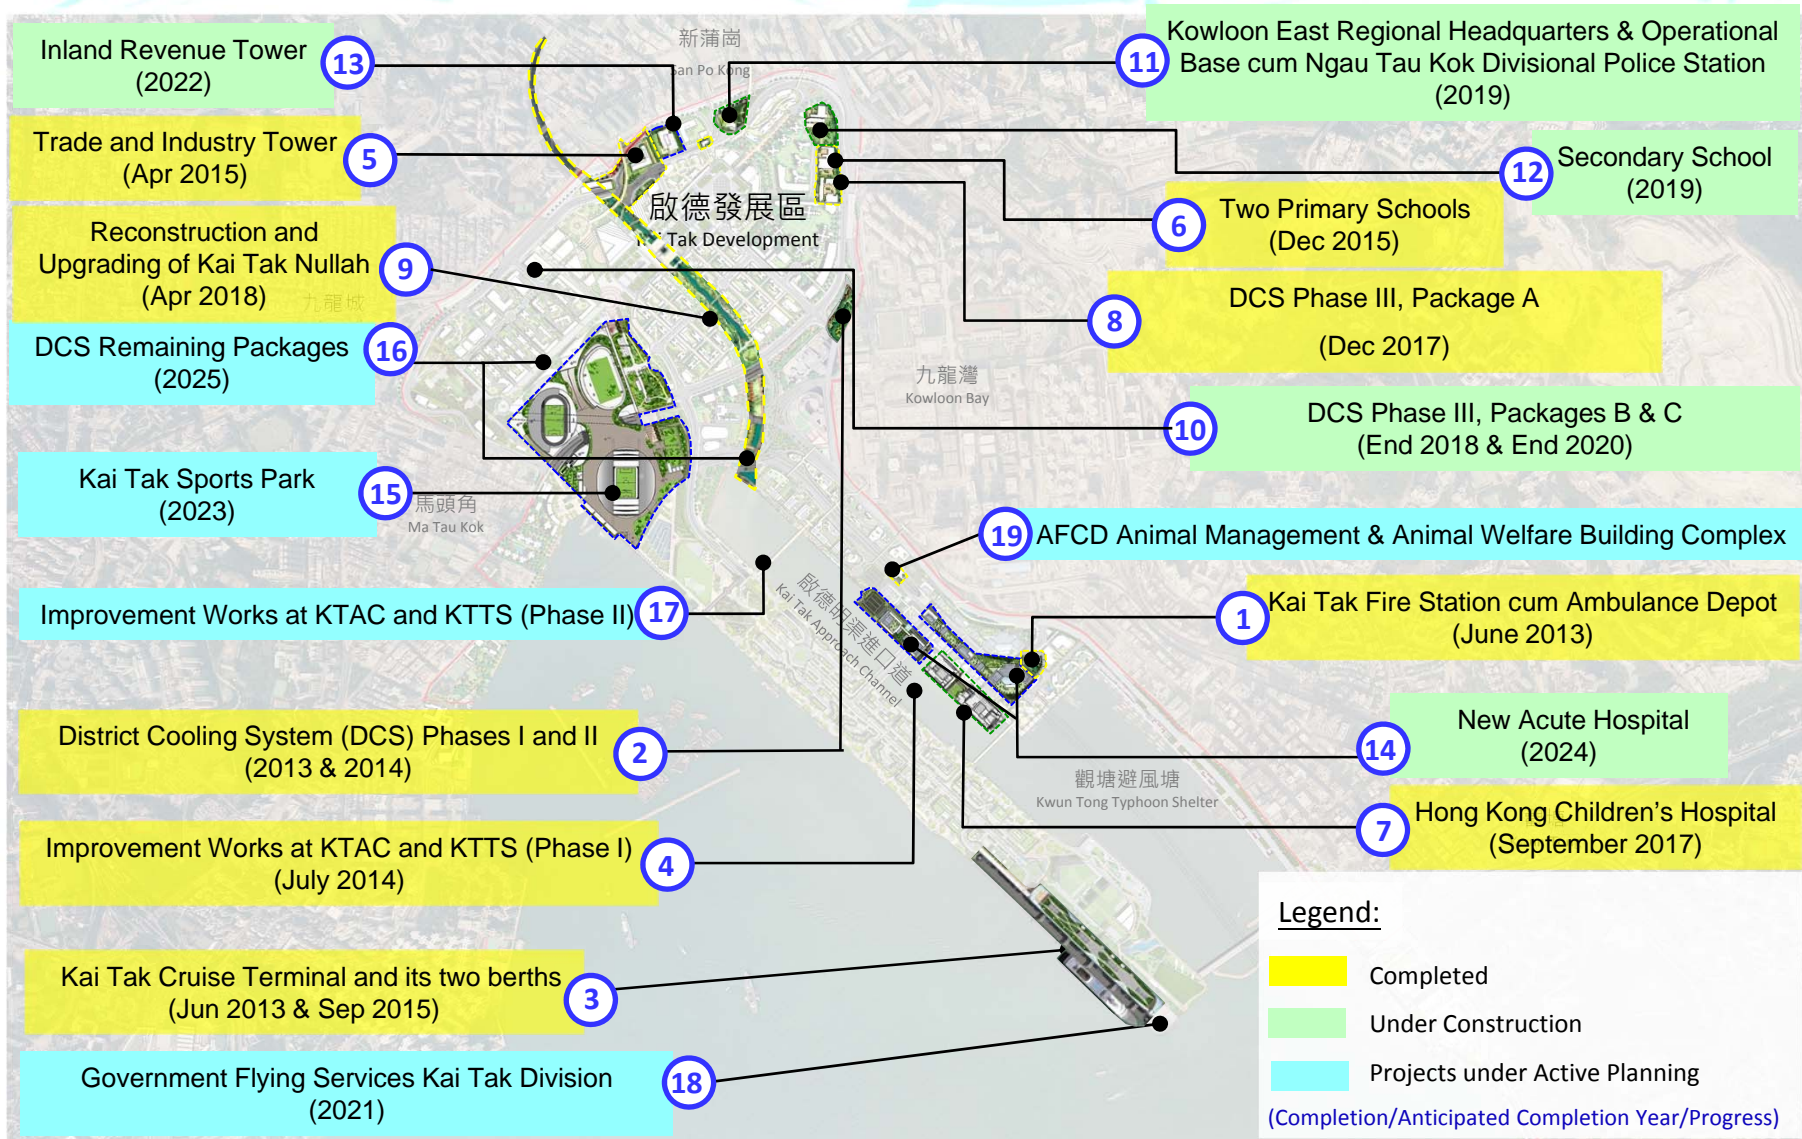 Inland Revenue Tower
(2022)
13
新蒲崗
San Po Kong
11
Kowloon East Regional Headquarters & Operational
Base cum Ngau Tau Kok Divisional Police Station
(2019)
Trade and Industry Tower
(Apr 2015)
5
12
Secondary School
(2019)
啟德發展區
Kai Tak Development
6
Two Primary Schools
(Dec 2015)
Reconstruction and
Upgrading of Kai Tak Nullah
(Apr 2018)
9
九龍城
8
DCS Phase III, Package A
(Dec 2017)
DCS Remaining Packages
(2025)
16
九龍灣
Kowloon Bay
10
DCS Phase III, Packages B & C
(End 2018 & End 2020)
Kai Tak Sports Park
(2023)
15
馬頭角
Ma Tau Kok
19
AFCD Animal Management & Animal Welfare Building Complex
Improvement Works at KTAC and KTTS (Phase II)
17
啟德明渠進口道
Kai Tak Approach Channel
1
Kai Tak Fire Station cum Ambulance Depot
(June 2013)
District Cooling System (DCS) Phases I and II
(2013 & 2014)
2
14
New Acute Hospital
(2024)
觀塘避風塘
Kwun Tong Typhoon Shelter
7
Hong Kong Children's Hospital
(September 2017)
Improvement Works at KTAC and KTTS (Phase I)
(July 2014)
4
Kai Tak Cruise Terminal and its two berths
(Jun 2013 & Sep 2015)
3
Government Flying Services Kai Tak Division
(2021)
18
Legend:
Completed
Under Construction
Projects under Active Planning
(Completion/Anticipated Completion Year/Progress)